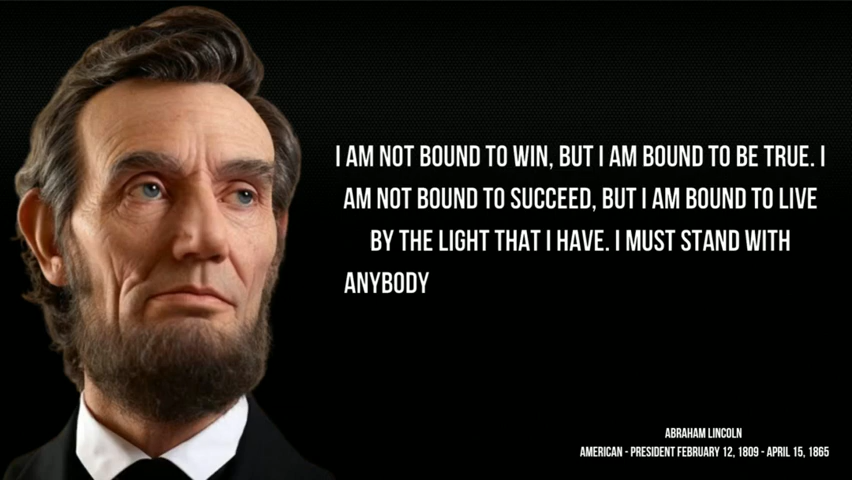 I AM NOT BOUND TO WIN, BUT I AM BOUND TO BE TRUE. I
AM NOT BOUND TO SUCCEED, BUT I AM BOUND TO LIVE
BY THE LIGHT THAT I HAVE. I MUST STAND WITH
ANYBODY
ABRAHAM LINCOLN
AMERICAN - PRESIDENT FEBRUARY 12, 1809 - APRIL 15, 1865